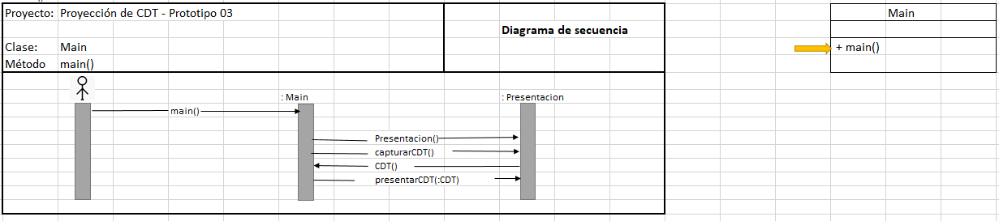 Proyecto: Proyección de CDT - Prototipo 03
Diagrama de secuencia
Clase: Main
Método main()
: Main
: Presentacion
main()
Presentacion()
capturarCDT()
CDT()
presentarCDT(:CDT)
Main
+ main()